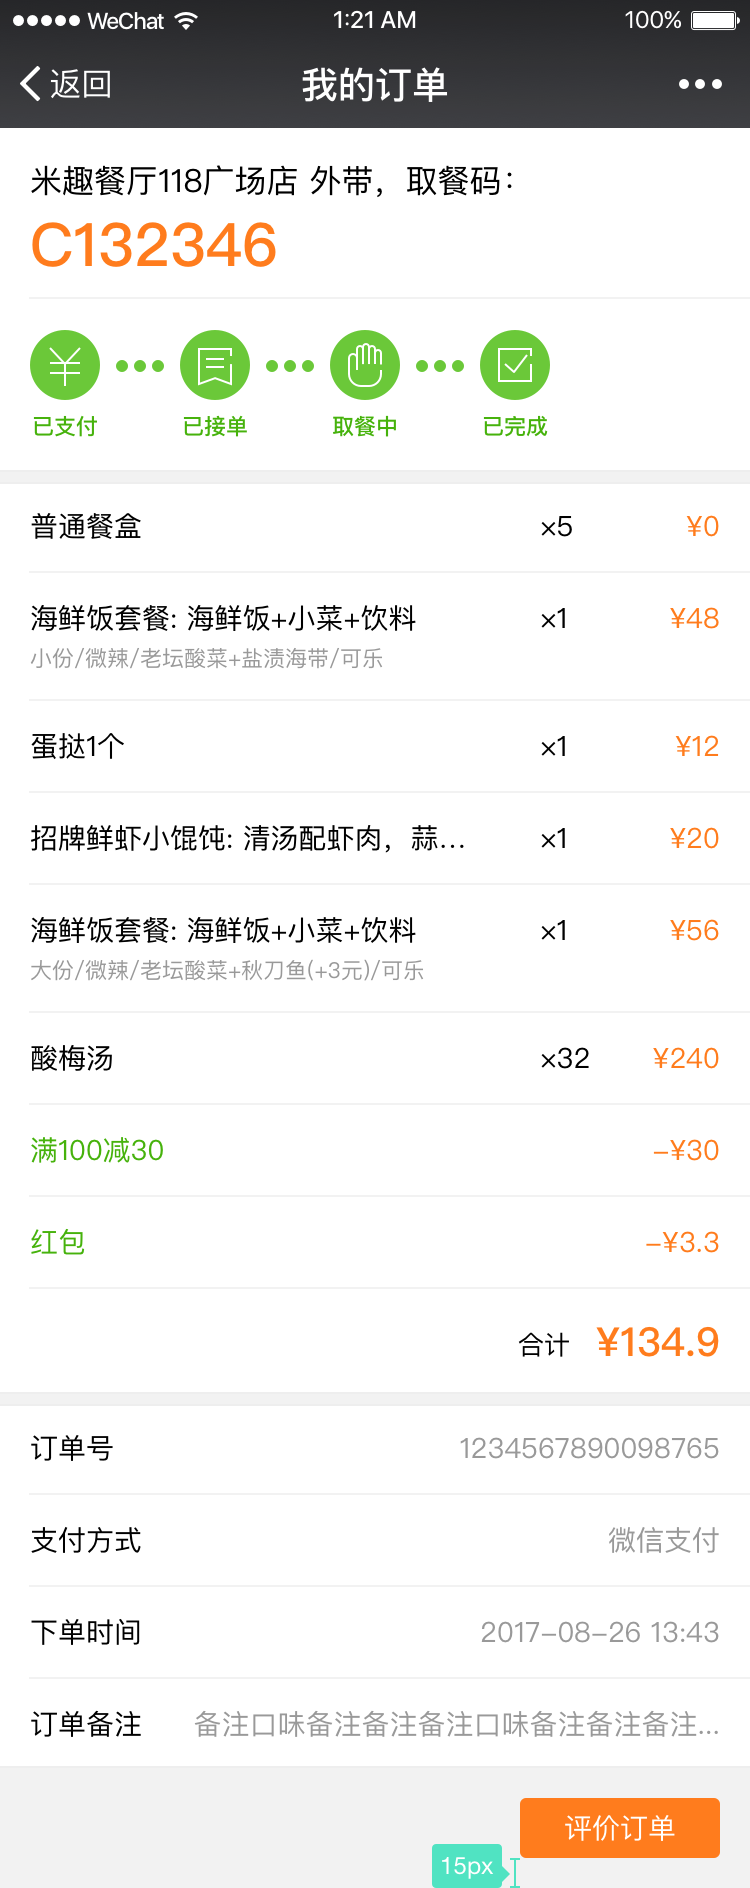 WeChat 1:21 AM 100%
返回 我的订单
米趣餐厅118广场店 外带，取餐码：
C132346
已支付 已接单 取餐中 已完成
普通餐盒 ×5 ¥0
海鲜饭套餐: 海鲜饭+小菜+饮料 ×1 ¥48
小份/微辣/老坛酸菜+盐渍海带/可乐
蛋挞1个 ×1 ¥12
招牌鲜虾小馄饨: 清汤配虾肉，蒜... ×1 ¥20
海鲜饭套餐: 海鲜饭+小菜+饮料 ×1 ¥56
大份/微辣/老坛酸菜+秋刀鱼(+3元)/可乐
酸梅汤 ×32 ¥240
满100减30 -¥30
红包 -¥3.3
合计 ¥134.9
订单号 1234567890098765
支付方式 微信支付
下单时间 2017-08-26 13:43
订单备注 备注口味备注备注备注口味备注备注备注...
评价订单
15px